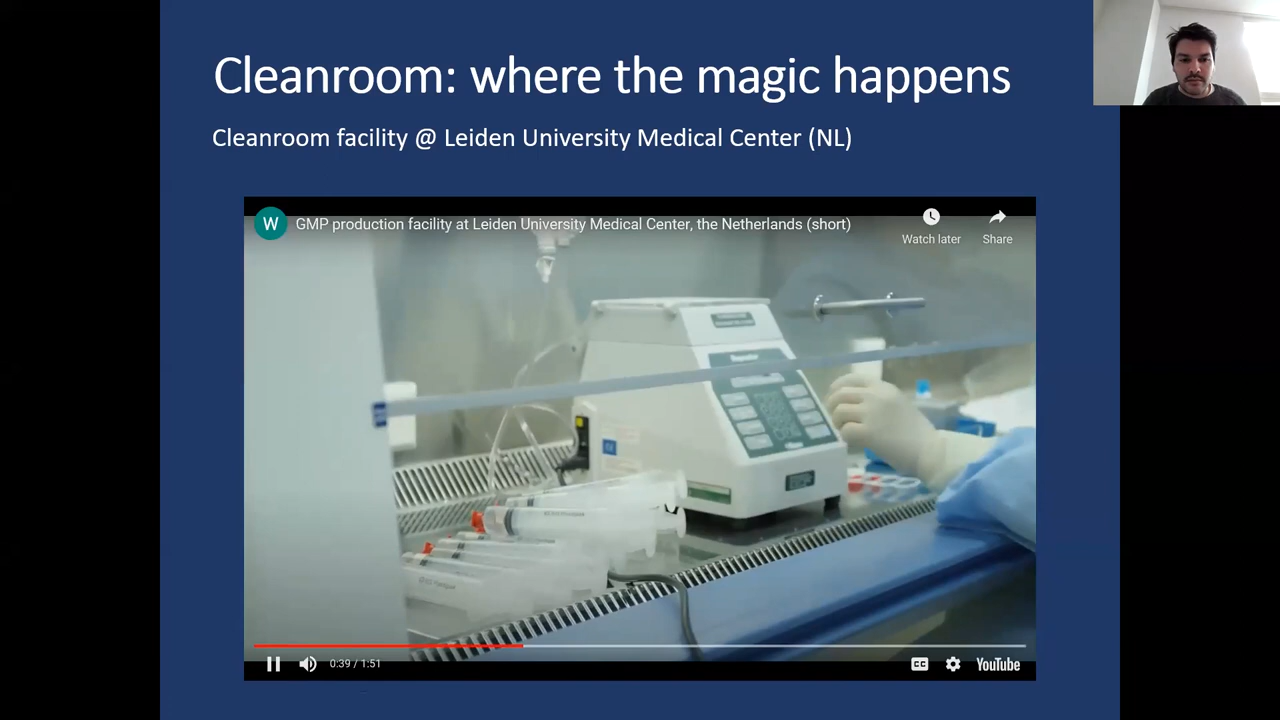 Cleanroom: where the magic happens
Cleanroom facility @ Leiden University Medical Center (NL)
W
GMP production facility at Leiden University Medical Center, the Netherlands (short)
Watch later
Share
0:39 / 1:51
CC
YouTube